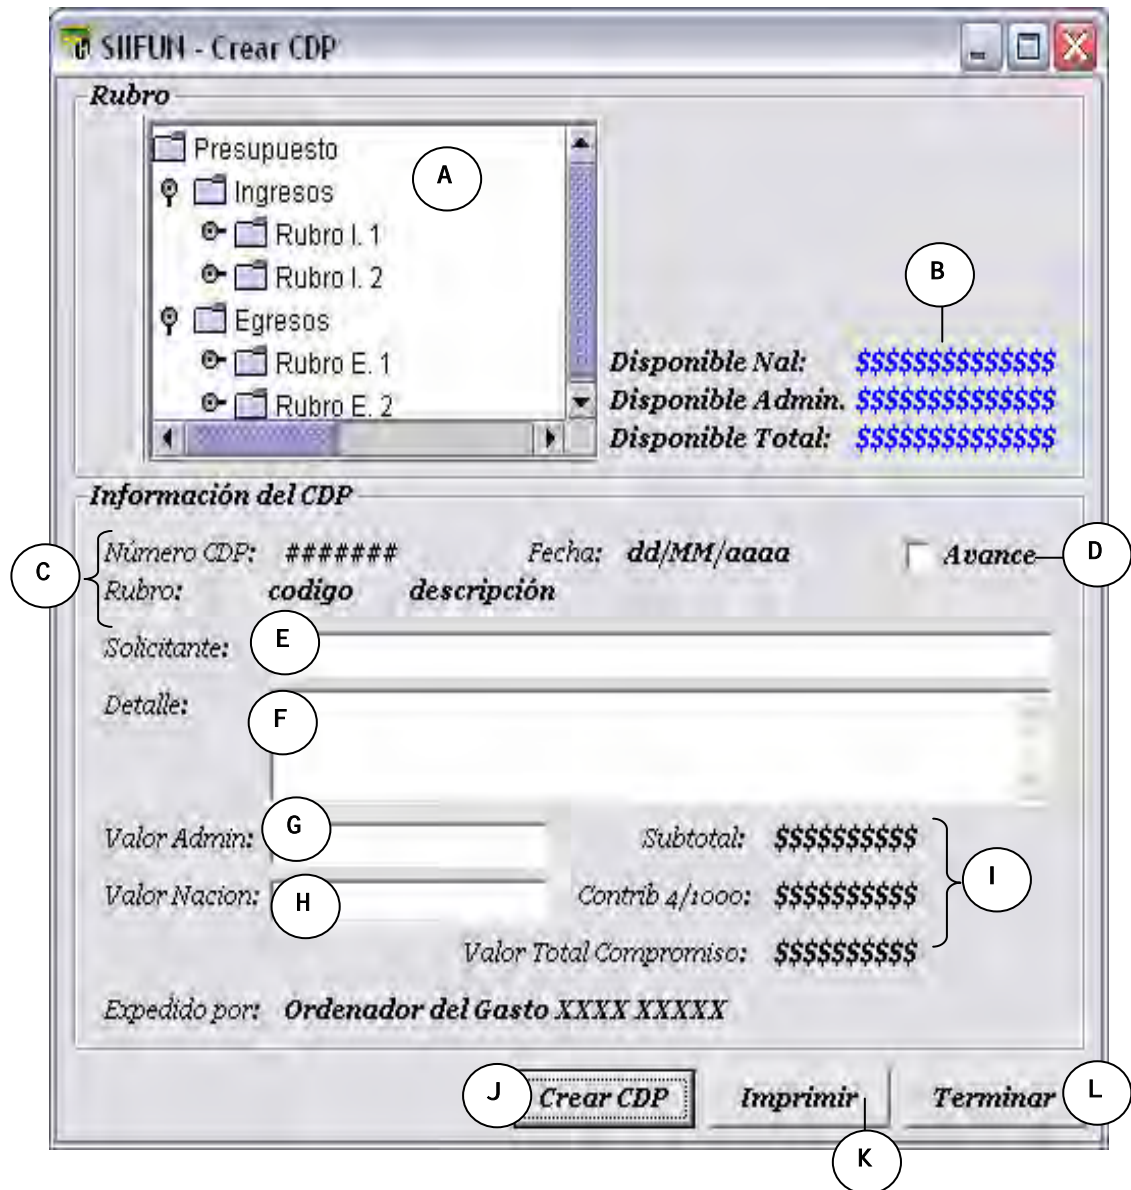 SIIFUN - Crear CDP
Rubro
Presupuesto
A
Ingresos
Rubro I. 1
Rubro I. 2
B
Egresos
Rubro E. 1
Rubro E. 2
Disponible Nal: $$$$$$$$$$$$$$
Disponible Admin. $$$$$$$$$$$$$$
Disponible Total: $$$$$$$$$$$$$$
Información del CDP
C
Número CDP: ####### Fecha: dd/MM/aaaa Avance D
Rubro: codigo descripción
Solicitante: E
Detalle: F
Valor Admin: G Subtotal: $$$$$$$$$$
Valor Nacion: H Contrib 4/1000: $$$$$$$$$$ I
Valor Total Compromiso: $$$$$$$$$$
Expedido por: Ordenador del Gasto XXXX XXXXX
J Crear CDP Imprimir Terminar L
K